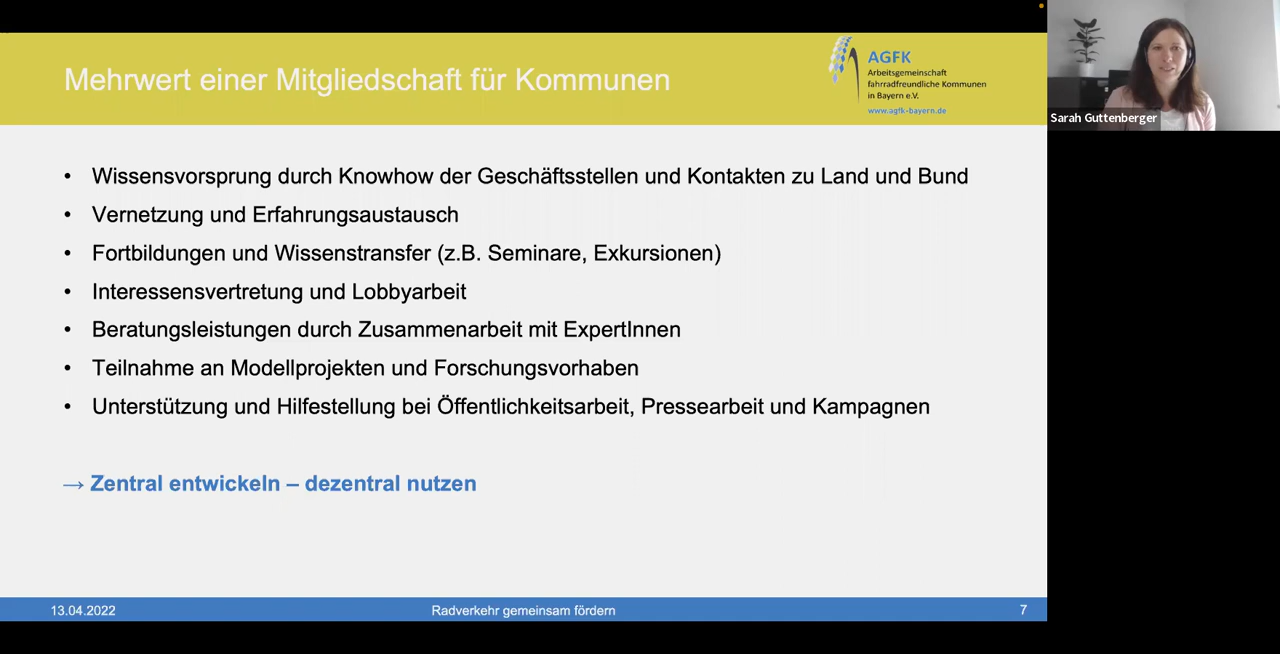 Mehrwert einer Mitgliedschaft für Kommunen
AGFK
Arbeitsgemeinschaft
fahrradfreundliche Kommunen
in Bayern e.V.
www.agfk-bayern.de
Sarah Guttenberger
• Wissensvorsprung durch Knowhow der Geschäftsstellen und Kontakten zu Land und Bund
• Vernetzung und Erfahrungsaustausch
• Fortbildungen und Wissenstransfer (z.B. Seminare, Exkursionen)
• Interessensvertretung und Lobbyarbeit
• Beratungsleistungen durch Zusammenarbeit mit ExpertInnen
• Teilnahme an Modellprojekten und Forschungsvorhaben
• Unterstützung und Hilfestellung bei Öffentlichkeitsarbeit, Pressearbeit und Kampagnen
→ Zentral entwickeln – dezentral nutzen
13.04.2022
Radverkehr gemeinsam fördern
7